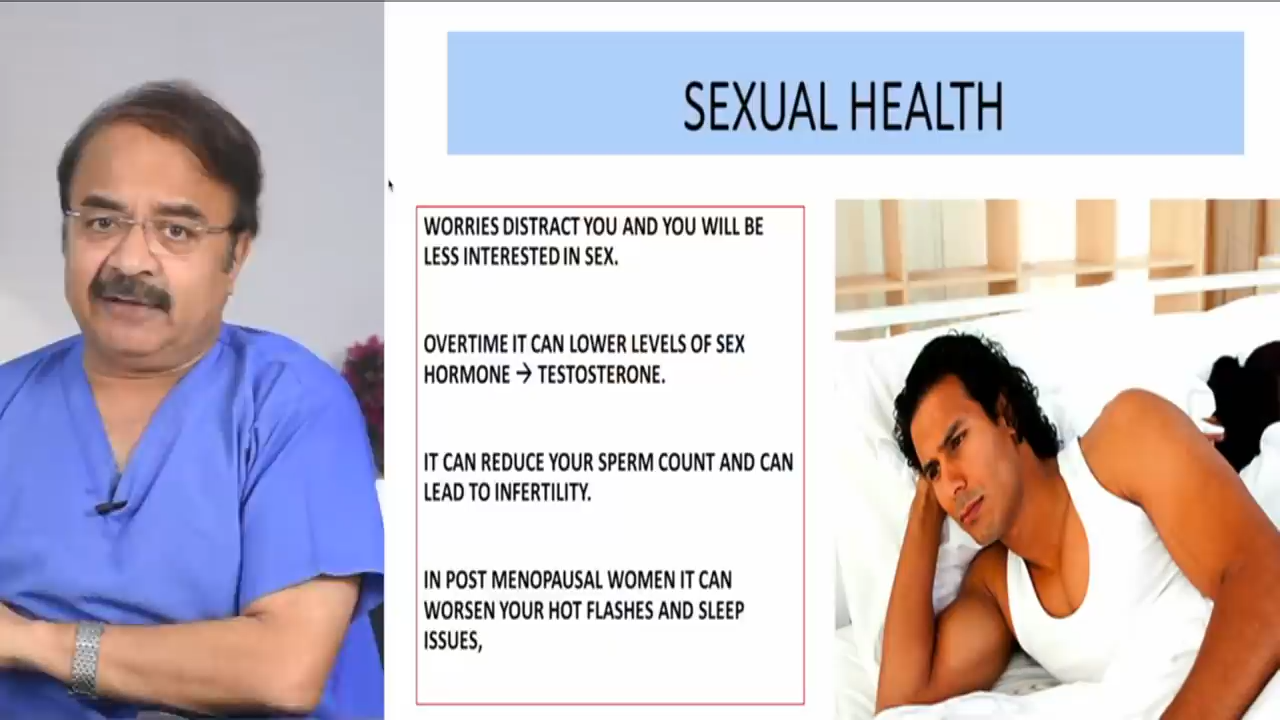 SEXUAL HEALTH
WORRIES DISTRACT YOU AND YOU WILL BE
LESS INTERESTED IN SEX.
OVERTIME IT CAN LOWER LEVELS OF SEX
HORMONE → TESTOSTERONE.
IT CAN REDUCE YOUR SPERM COUNT AND CAN
LEAD TO INFERTILITY.
IN POST MENOPAUSAL WOMEN IT CAN
WORSEN YOUR HOT FLASHES AND SLEEP
ISSUES,